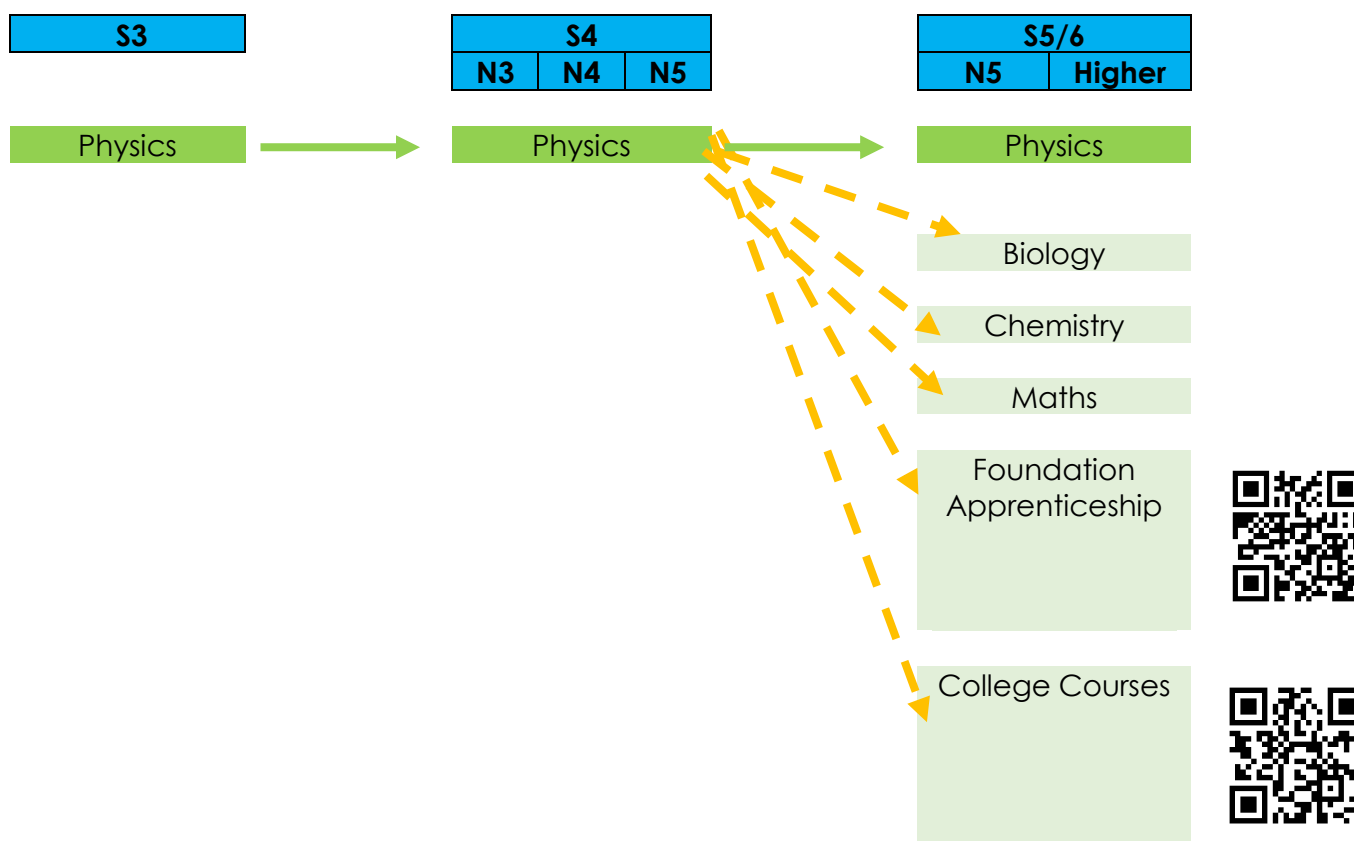 S3
S4
S5/6
N3 N4 N5
N5 Higher
Physics
Physics
Physics
Biology
Chemistry
Maths
Foundation
Apprenticeship
College Courses